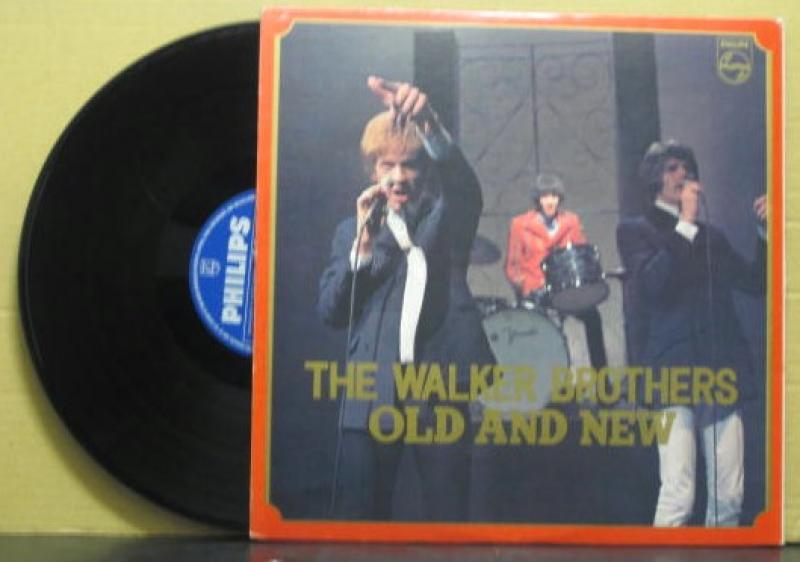 PHILIPS
PHILIPS
THE WALKER BROTHERS
OLD AND NEW